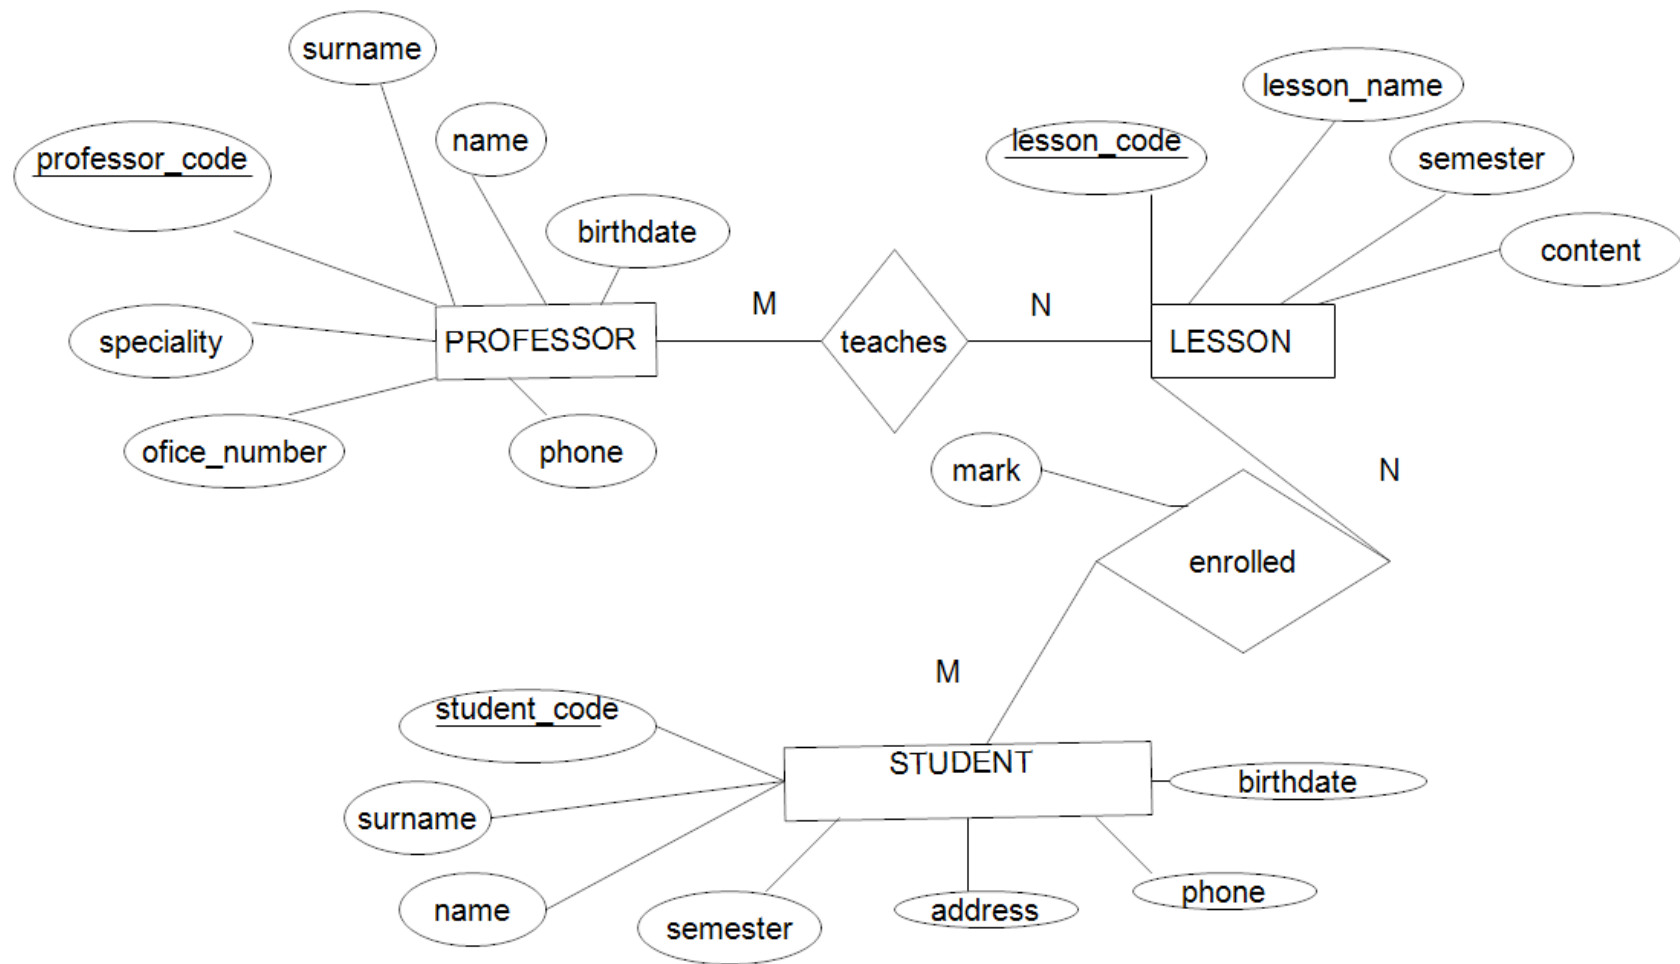 surname
name
professor_code
birthdate
speciality
PROFESSOR
ofice_number
phone
M
teaches
N
lesson_name
lesson_code
semester
content
LESSON
mark
N
enrolled
M
student_code
STUDENT
surname
birthdate
name
semester
address
phone